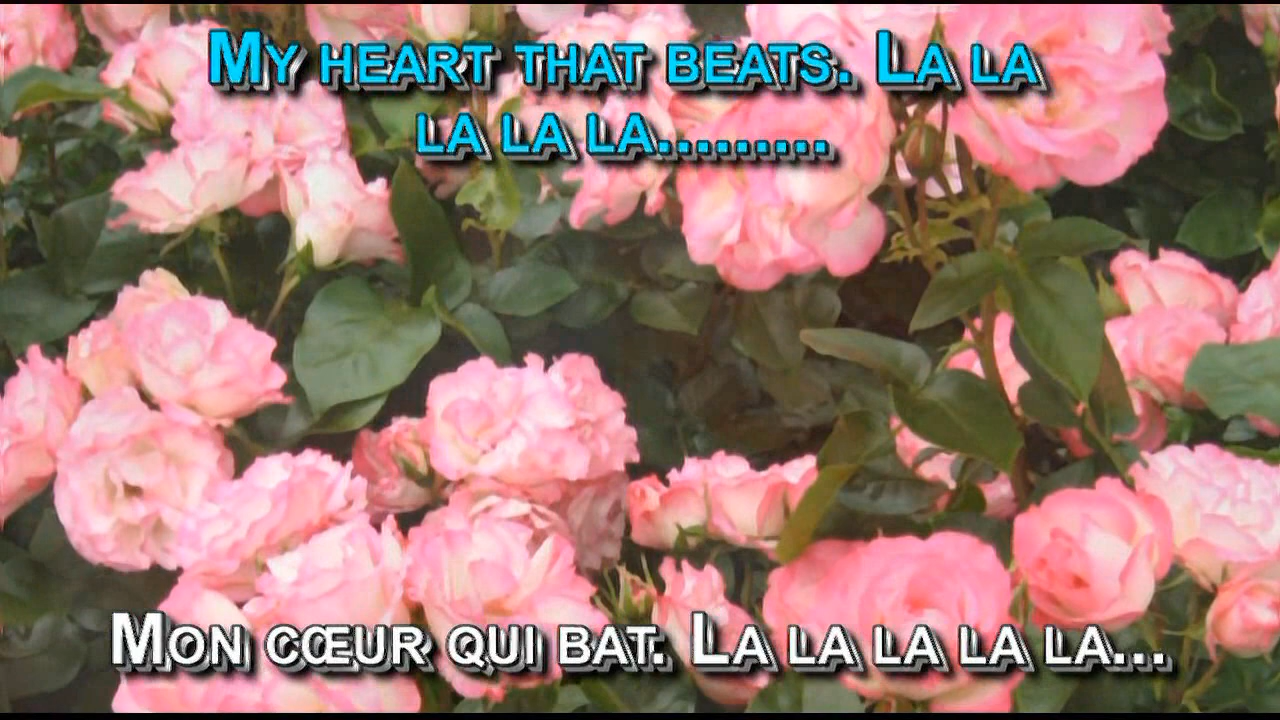 My heart that beats. La la
la la la.........
Mon cœur qui bat. La la la la la...